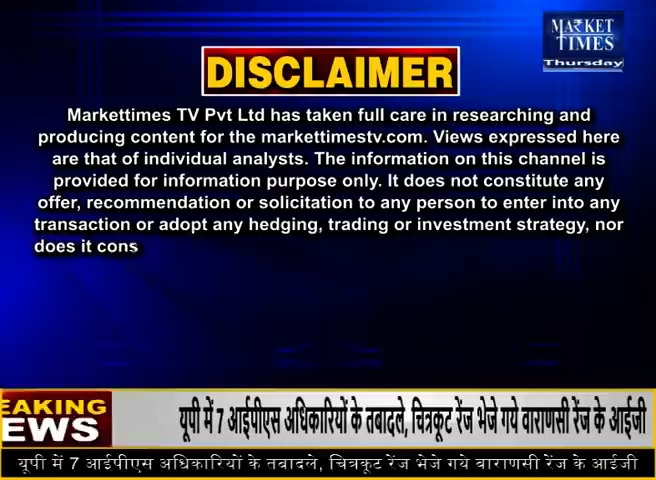 MARKET
TIMES
Thursday
DISCLAIMER
Markettimes TV Pvt Ltd has taken full care in researching and
producing content for the markettimestv.com. Views expressed here
are that of individual analysts. The information on this channel is
provided for information purpose only. It does not constitute any
offer, recommendation or solicitation to any person to enter into any
transaction or adopt any hedging, trading or investment strategy, nor
does it cons
EAKING
EWS
यूपी में 7 आईपीएस अधिकारियों के तबादले, चित्रकूट रेंज भेजे गये वाराणसी रेंज के आईजी
यूपी में 7 आईपीएस अधिकारियों के तबादले, चित्रकूट रेंज भेजे गये वाराणसी रेंज के आईजी